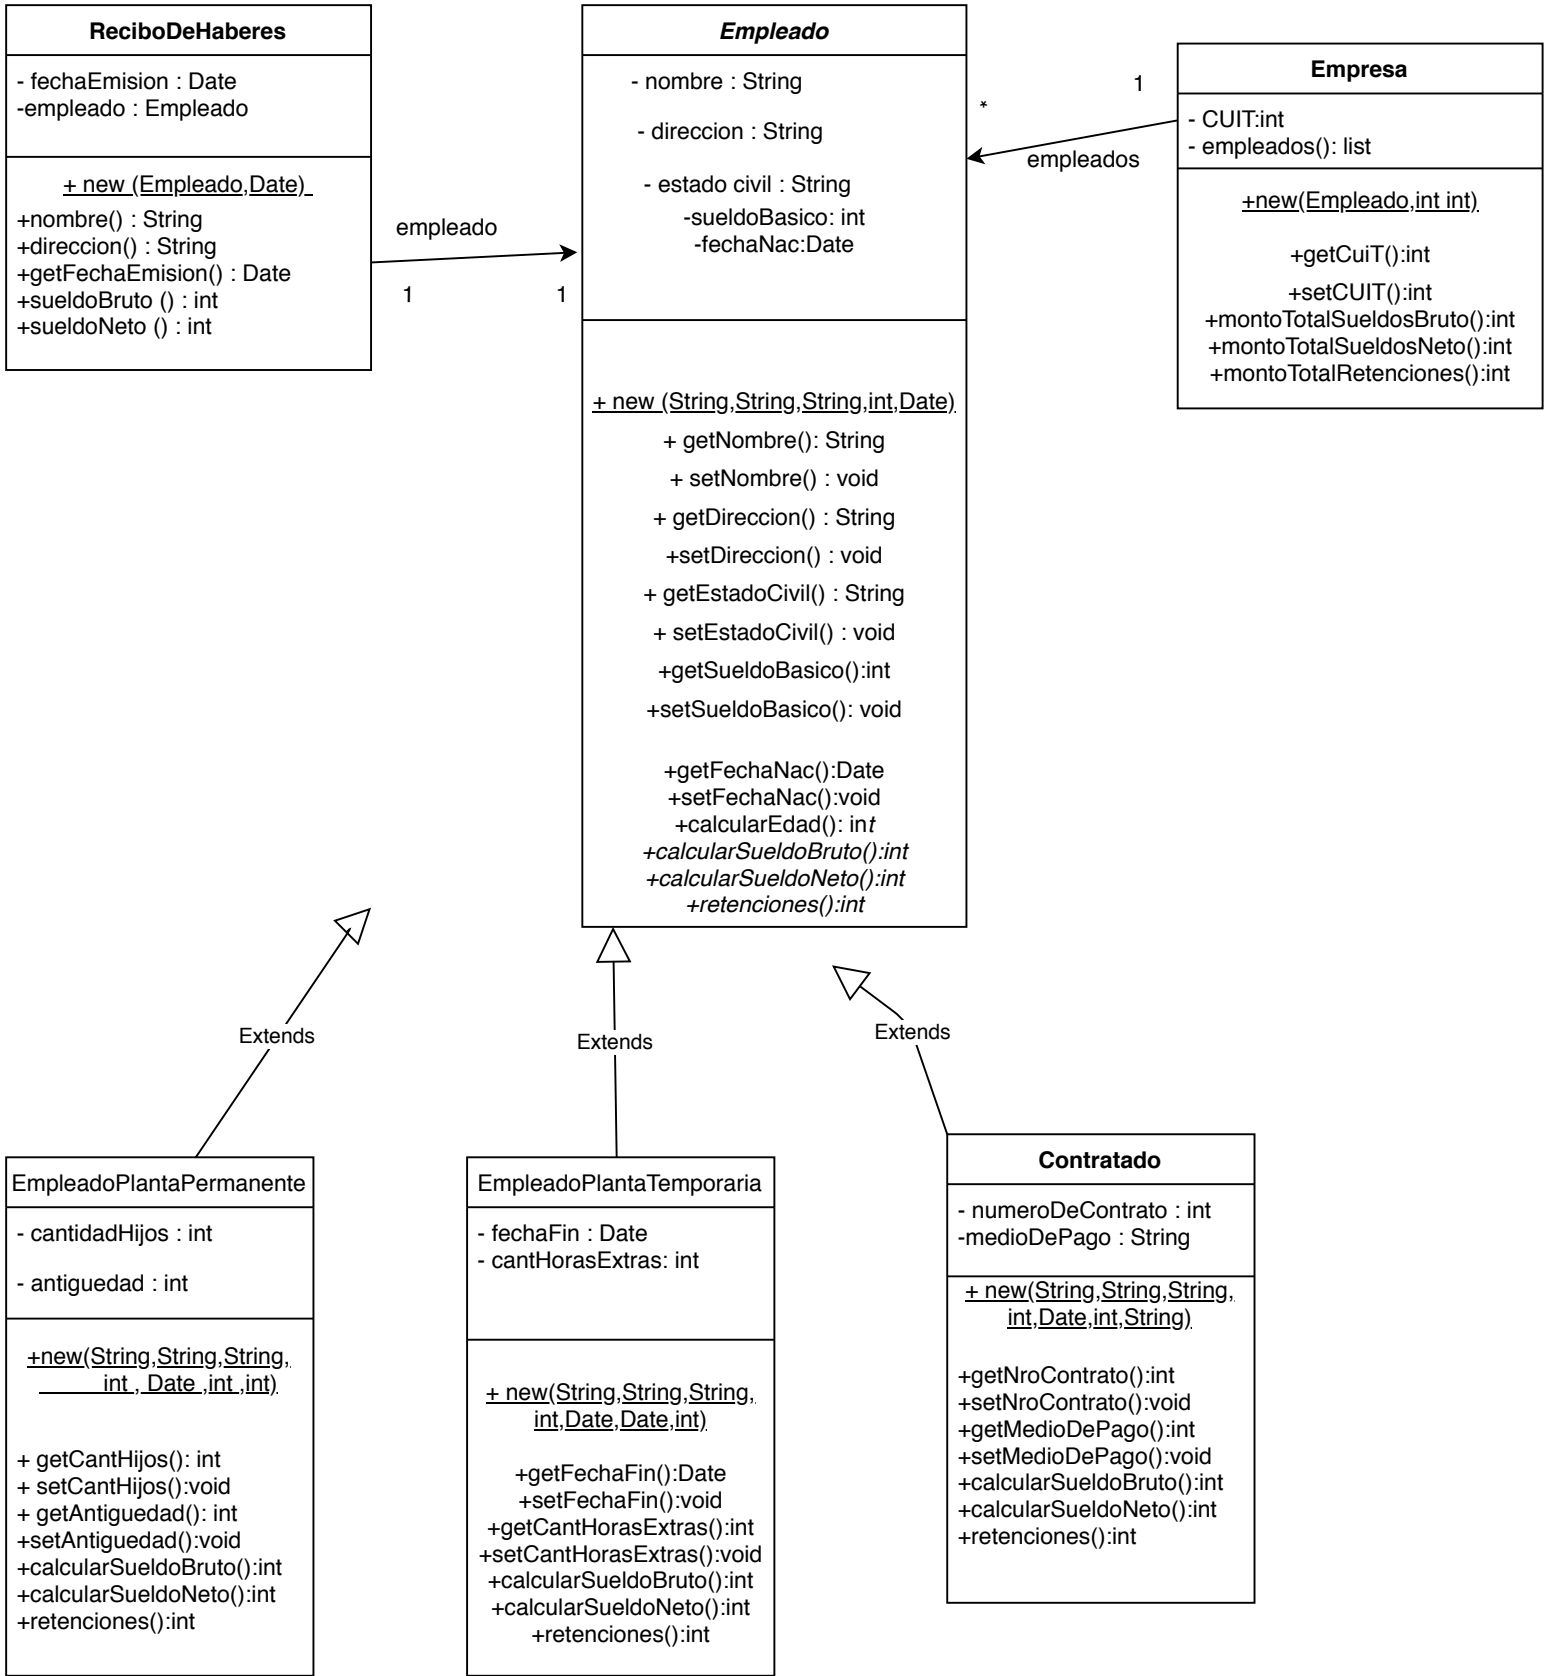 ReciboDeHaberes
- fechaEmision : Date
-empleado : Empleado
+ new (Empleado,Date)
+nombre() : String
+direccion() : String
+getFechaEmision() : Date
+sueldoBruto () : int
+sueldoNeto () : int
empleado
1
1
Empleado
- nombre : String
- direccion : String
- estado civil : String
-sueldoBasico: int
-fechaNac:Date
+ new (String,String,String,int,Date)
+ getNombre(): String
+ setNombre() : void
+ getDireccion() : String
+setDireccion() : void
+ getEstadoCivil() : String
+ setEstadoCivil() : void
+getSueldoBasico():int
+setSueldoBasico(): void
+getFechaNac():Date
+setFechaNac():void
+calcularEdad(): int
+calcularSueldoBruto():int
+calcularSueldoNeto():int
+retenciones():int
*
1
empleados
Empresa
- CUIT:int
- empleados(): list
+new(Empleado,int int)
+getCuiT():int
+setCUIT():int
+montoTotalSueldosBruto():int
+montoTotalSueldosNeto():int
+montoTotalRetenciones():int
Extends
Extends
Extends
EmpleadoPlantaPermanente
- cantidadHijos : int
- antiguedad : int
+new(String,String,String,
int , Date ,int ,int)
+ getCantHijos(): int
+ setCantHijos():void
+ getAntiguedad(): int
+setAntiguedad():void
+calcularSueldoBruto():int
+calcularSueldoNeto():int
+retenciones():int
EmpleadoPlantaTemporaria
- fechaFin : Date
- cantHorasExtras: int
+ new(String,String,String,
int,Date,Date,int)
+getFechaFin():Date
+setFechaFin():void
+getCantHorasExtras():int
+setCantHorasExtras():void
+calcularSueldoBruto():int
+calcularSueldoNeto():int
+retenciones():int
Contratado
- numeroDeContrato : int
-medioDePago : String
+ new(String,String,String,
int,Date,int,String)
+getNroContrato():int
+setNroContrato():void
+getMedioDePago():int
+setMedioDePago():void
+calcularSueldoBruto():int
+calcularSueldoNeto():int
+retenciones():int